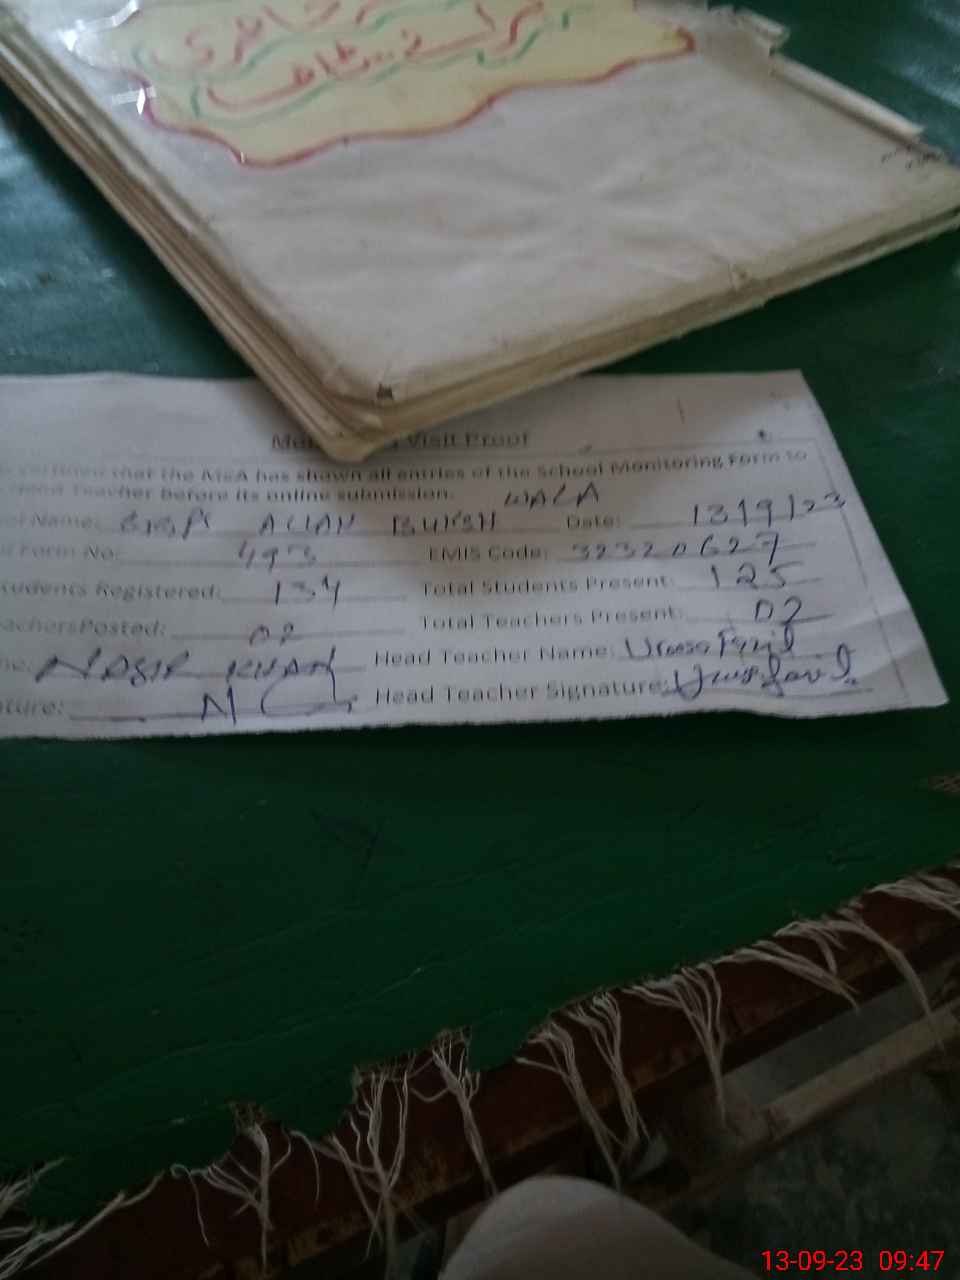 حاضری
برائے سٹاف
Visit Proof
that the MEA has shown all entries of the School Monitoring Form to
Teacher before its online submission.
Name: ALLAH BUKSH WALA Date: 13/9/23
Form No: 493 EMIS Code: 32320627
Students Registered: 134 Total Students Present: 125
Posted: 02 Total Teachers Present: 02
NASIR KHAN Head Teacher Name:
Head Teacher Signature:
13-09-23 09:47